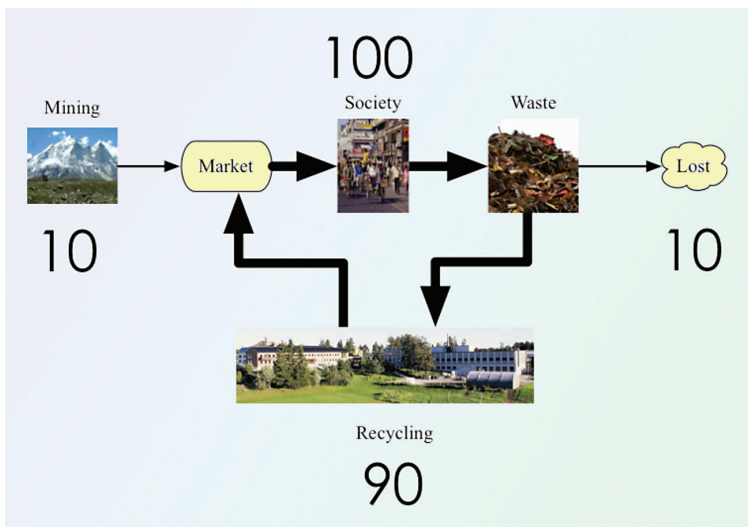 100
Mining
Society
Waste
Market
Lost
10
10
Recycling
90